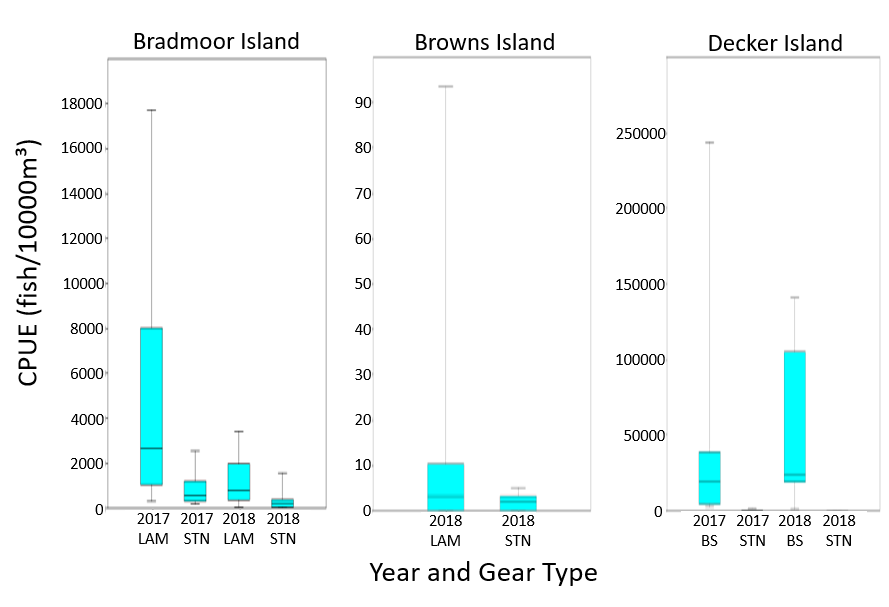 Bradmoor Island
Browns Island
Decker Island
CPUE (fish/10000m³)
18000
16000
14000
12000
10000
8000
6000
4000
2000
0
2017 2017 2018 2018
LAM STN LAM STN
90
80
70
60
50
40
30
20
10
0
2018 2018
LAM STN
250000
200000
150000
100000
50000
0
2017 2017 2018 2018
BS STN BS STN
Year and Gear Type